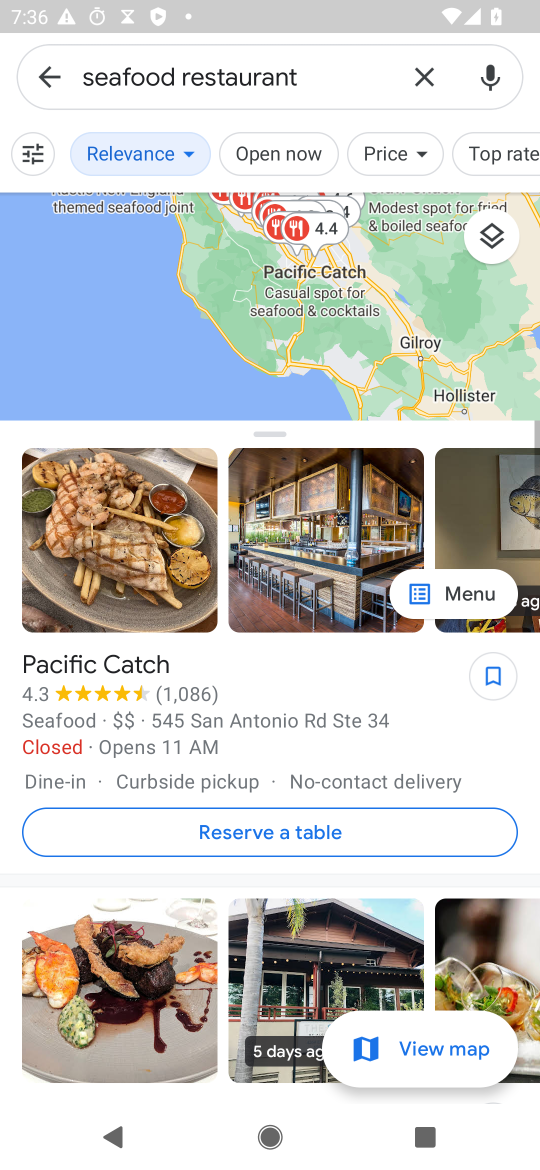 7:36
seafood restaurant
Relevance
Open now
Price
Top rate
themed seafood joint
Modest spot for fried
& boiled seafoo
4.4
Pacific Catch
Casual spot for
seafood & cocktails
Gilroy
Hollister
Menu
ag
Pacific Catch
4.3 (1,086)
Seafood · $$ · 545 San Antonio Rd Ste 34
Closed · Opens 11 AM
Dine-in · Curbside pickup · No-contact delivery
Reserve a table
5 days ag
View map